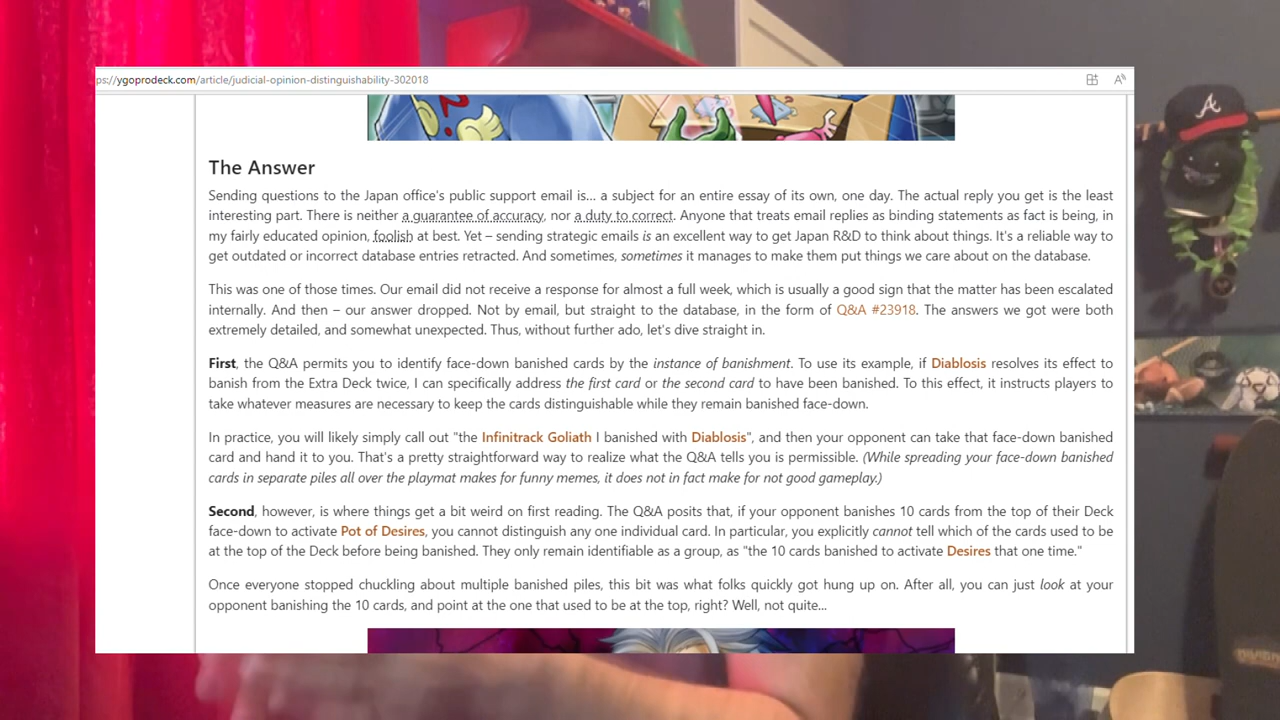 ps://ygoprodeck.com/article/judicial-opinion-distinguishability-302018
The Answer
Sending questions to the Japan office's public support email is... a subject for an entire essay of its own, one day. The actual reply you get is the least
interesting part. There is neither a guarantee of accuracy, nor a duty to correct. Anyone that treats email replies as binding statements as fact is being, in
my fairly educated opinion, foolish at best. Yet – sending strategic emails is an excellent way to get Japan R&D to think about things. It's a reliable way to
get outdated or incorrect database entries retracted. And sometimes, sometimes it manages to make them put things we care about on the database.
This was one of those times. Our email did not receive a response for almost a full week, which is usually a good sign that the matter has been escalated
internally. And then – our answer dropped. Not by email, but straight to the database, in the form of Q&A #23918. The answers we got were both
extremely detailed, and somewhat unexpected. Thus, without further ado, let's dive straight in.
First, the Q&A permits you to identify face-down banished cards by the instance of banishment. To use its example, if Diablosis resolves its effect to
banish from the Extra Deck twice, I can specifically address the first card or the second card to have been banished. To this effect, it instructs players to
take whatever measures are necessary to keep the cards distinguishable while they remain banished face-down.
In practice, you will likely simply call out "the Infinitrack Goliath I banished with Diablosis", and then your opponent can take that face-down banished
card and hand it to you. That's a pretty straightforward way to realize what the Q&A tells you is permissible. (While spreading your face-down banished
cards in separate piles all over the playmat makes for funny memes, it does not in fact make for not good gameplay.)
Second, however, is where things get a bit weird on first reading. The Q&A posits that, if your opponent banishes 10 cards from the top of their Deck
face-down to activate Pot of Desires, you cannot distinguish any one individual card. In particular, you explicitly cannot tell which of the cards used to be
at the top of the Deck before being banished. They only remain identifiable as a group, as "the 10 cards banished to activate Desires that one time."
Once everyone stopped chuckling about multiple banished piles, this bit was what folks quickly got hung up on. After all, you can just look at your
opponent banishing the 10 cards, and point at the one that used to be at the top, right? Well, not quite...